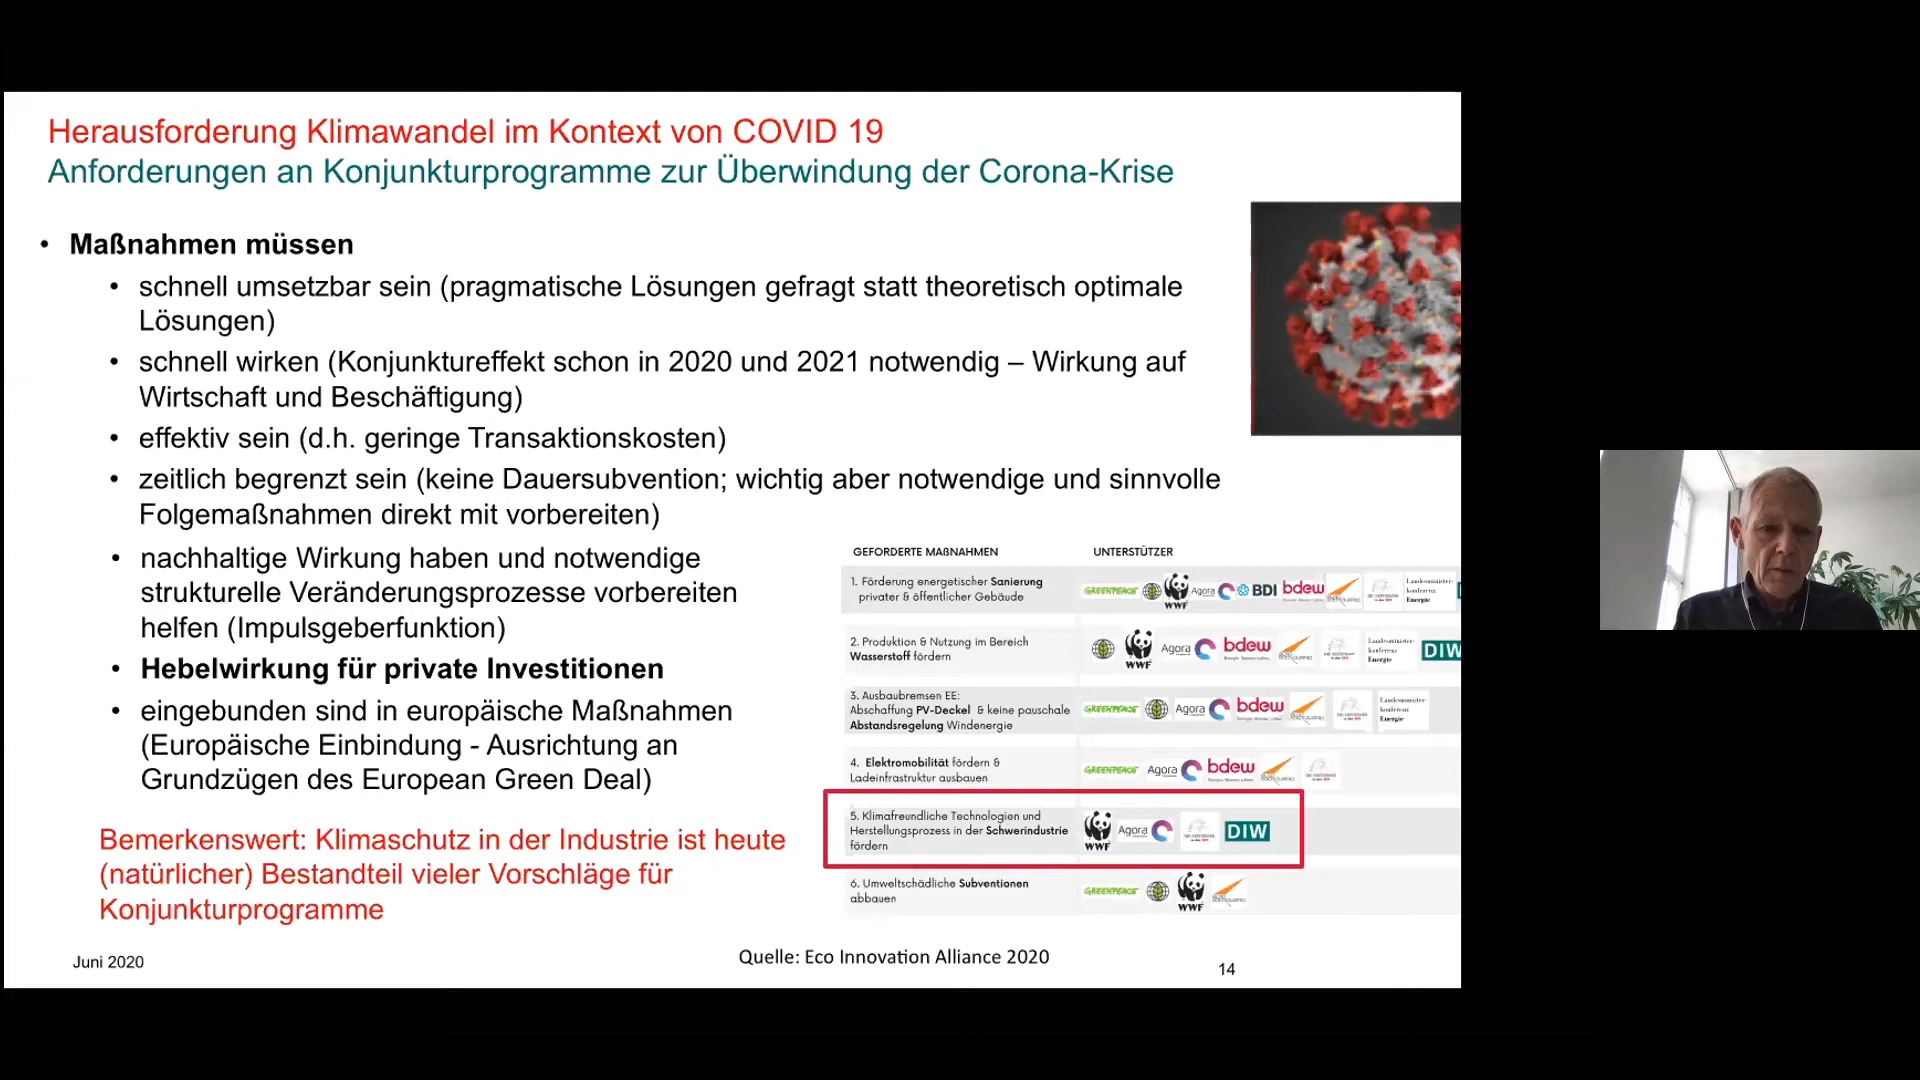 Herausforderung Klimawandel im Kontext von COVID 19
Anforderungen an Konjunkturprogramme zur Überwindung der Corona-Krise
• Maßnahmen müssen
• schnell umsetzbar sein (pragmatische Lösungen gefragt statt theoretisch optimale
Lösungen)
• schnell wirken (Konjunktureffekt schon in 2020 und 2021 notwendig – Wirkung auf
Wirtschaft und Beschäftigung)
• effektiv sein (d.h. geringe Transaktionskosten)
• zeitlich begrenzt sein (keine Dauersubvention; wichtig aber notwendige und sinnvolle
Folgemaßnahmen direkt mit vorbereiten)
• nachhaltige Wirkung haben und notwendige
strukturelle Veränderungsprozesse vorbereiten
helfen (Impulsgeberfunktion)
• Hebelwirkung für private Investitionen
• eingebunden sind in europäische Maßnahmen
(Europäische Einbindung - Ausrichtung an
Grundzügen des European Green Deal)
Bemerkenswert: Klimaschutz in der Industrie ist heute
(natürlicher) Bestandteil vieler Vorschläge für
Konjunkturprogramme
GEFORDERTE MAßNAHMEN UNTERSTÜTZER
1. Förderung energetischer Sanierung
privater & öffentlicher Gebäude
GREENPEACE WWF Agora BDI bdew
Landesminister-
konferenz
Energie
2. Produktion & Nutzung im Bereich
Wasserstoff fördern
WWF Agora bdew
Landesminister-
konferenz
Energie
DIW
3. Ausbaubremsen EE:
Abschaffung PV-Deckel & keine pauschale
Abstandsregelung Windenergie
GREENPEACE Agora bdew
Landesminister-
konferenz
Energie
4. Elektromobilität fördern &
Ladeinfrastruktur ausbauen
GREENPEACE Agora bdew
5. Klimafreundliche Technologien und
Herstellungsprozess in der Schwerindustrie
fördern
WWF Agora DIW
6. Umweltschädliche Subventionen
abbauen
GREENPEACE WWF
Quelle: Eco Innovation Alliance 2020
Juni 2020
14